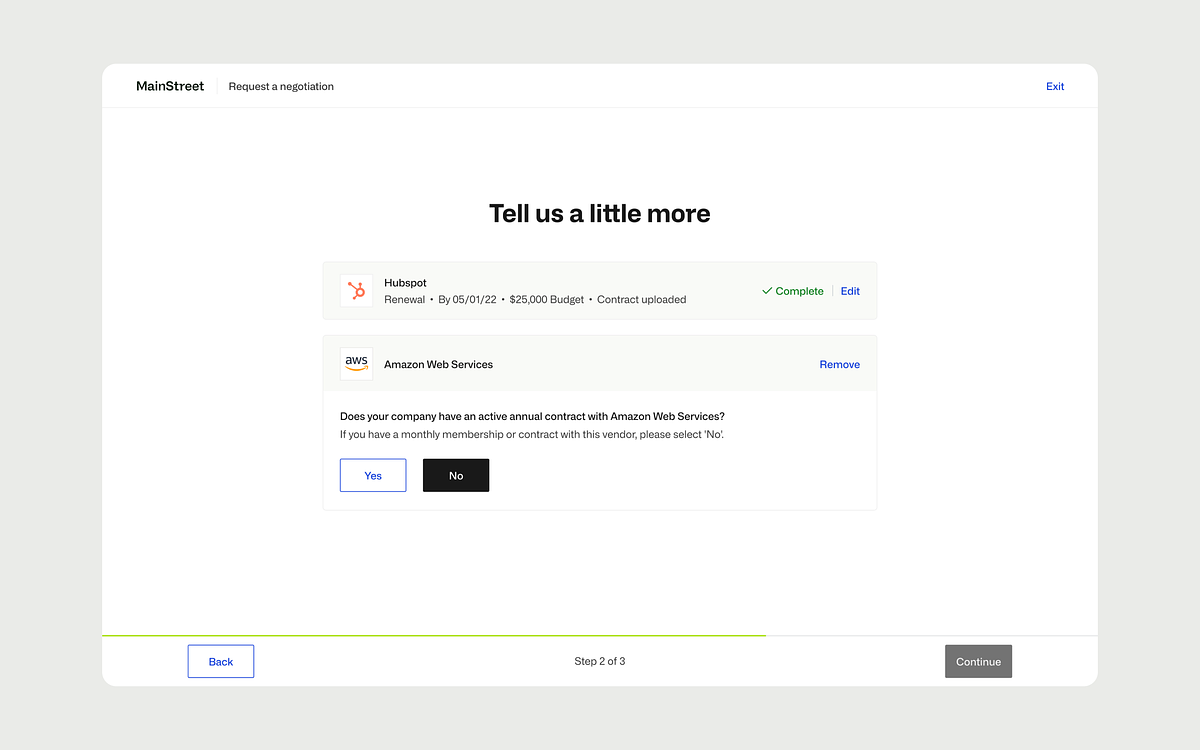 MainStreet
Request a negotiation
Exit
Tell us a little more
Hubspot
Renewal • By 05/01/22 • $25,000 Budget • Contract uploaded
Complete
Edit
aws
Amazon Web Services
Remove
Does your company have an active annual contract with Amazon Web Services?
If you have a monthly membership or contract with this vendor, please select 'No'.
Yes
No
Back
Step 2 of 3
Continue